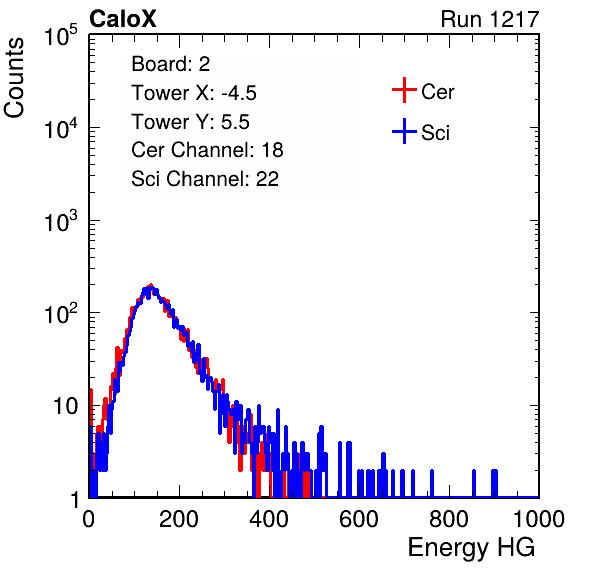 CaloX Run 1217
Counts
10^5
10^4
10^3
10^2
10
1
Board: 2
Tower X: -4.5
Tower Y: 5.5
Cer Channel: 18
Sci Channel: 22
Cer
Sci
0 200 400 600 800 1000
Energy HG